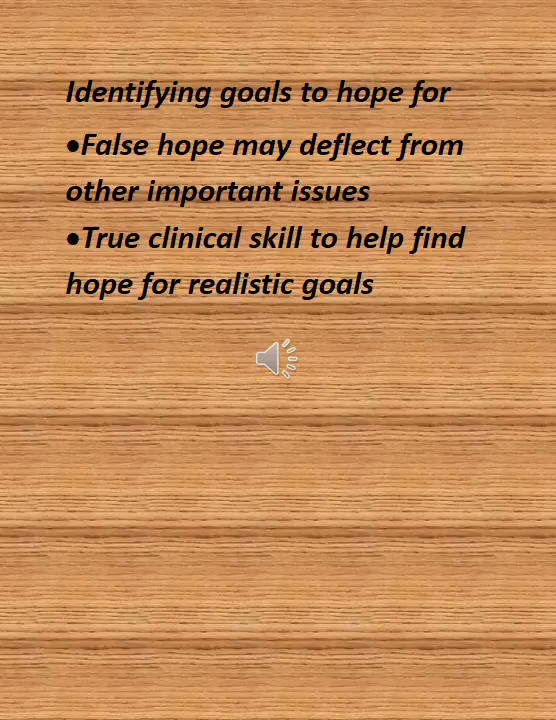 Identifying goals to hope for
•False hope may deflect from
other important issues
•True clinical skill to help find
hope for realistic goals